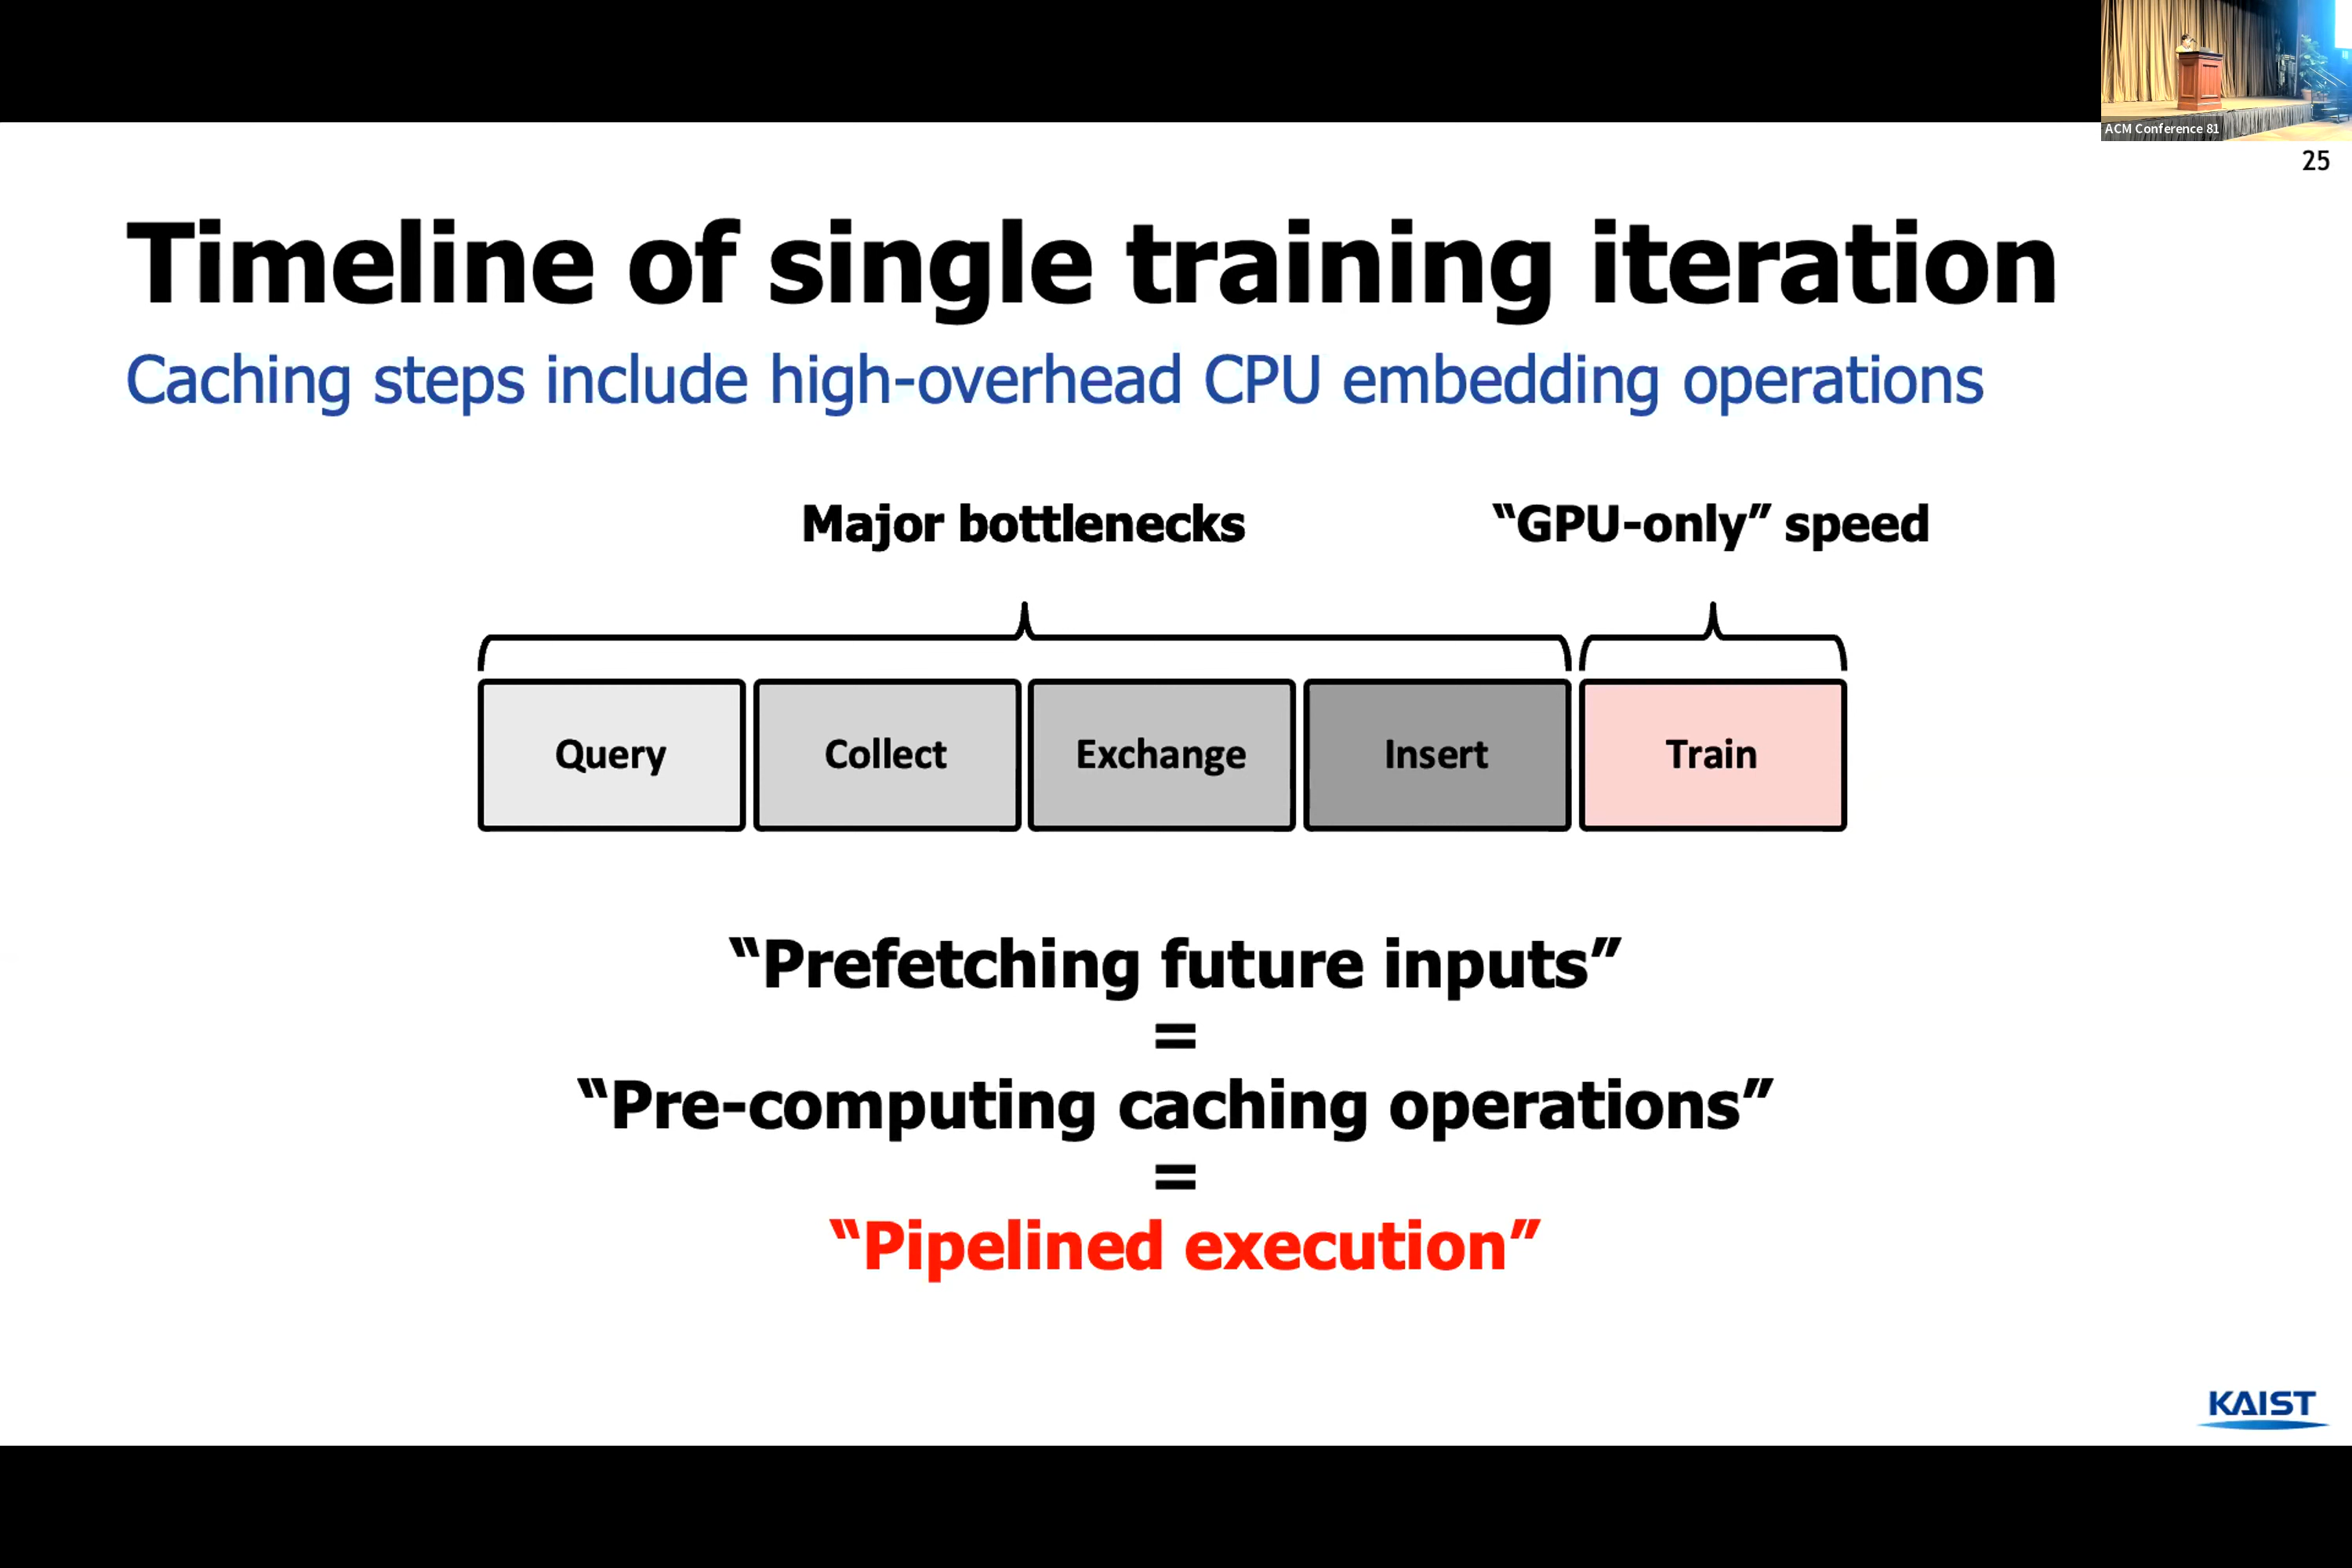 ACM Conference 81
25
Timeline of single training iteration
Caching steps include high-overhead CPU embedding operations
Major bottlenecks
“GPU-only” speed
Query
Collect
Exchange
Insert
Train
“Prefetching future inputs”
=
“Pre-computing caching operations”
=
“Pipelined execution”
KAIST